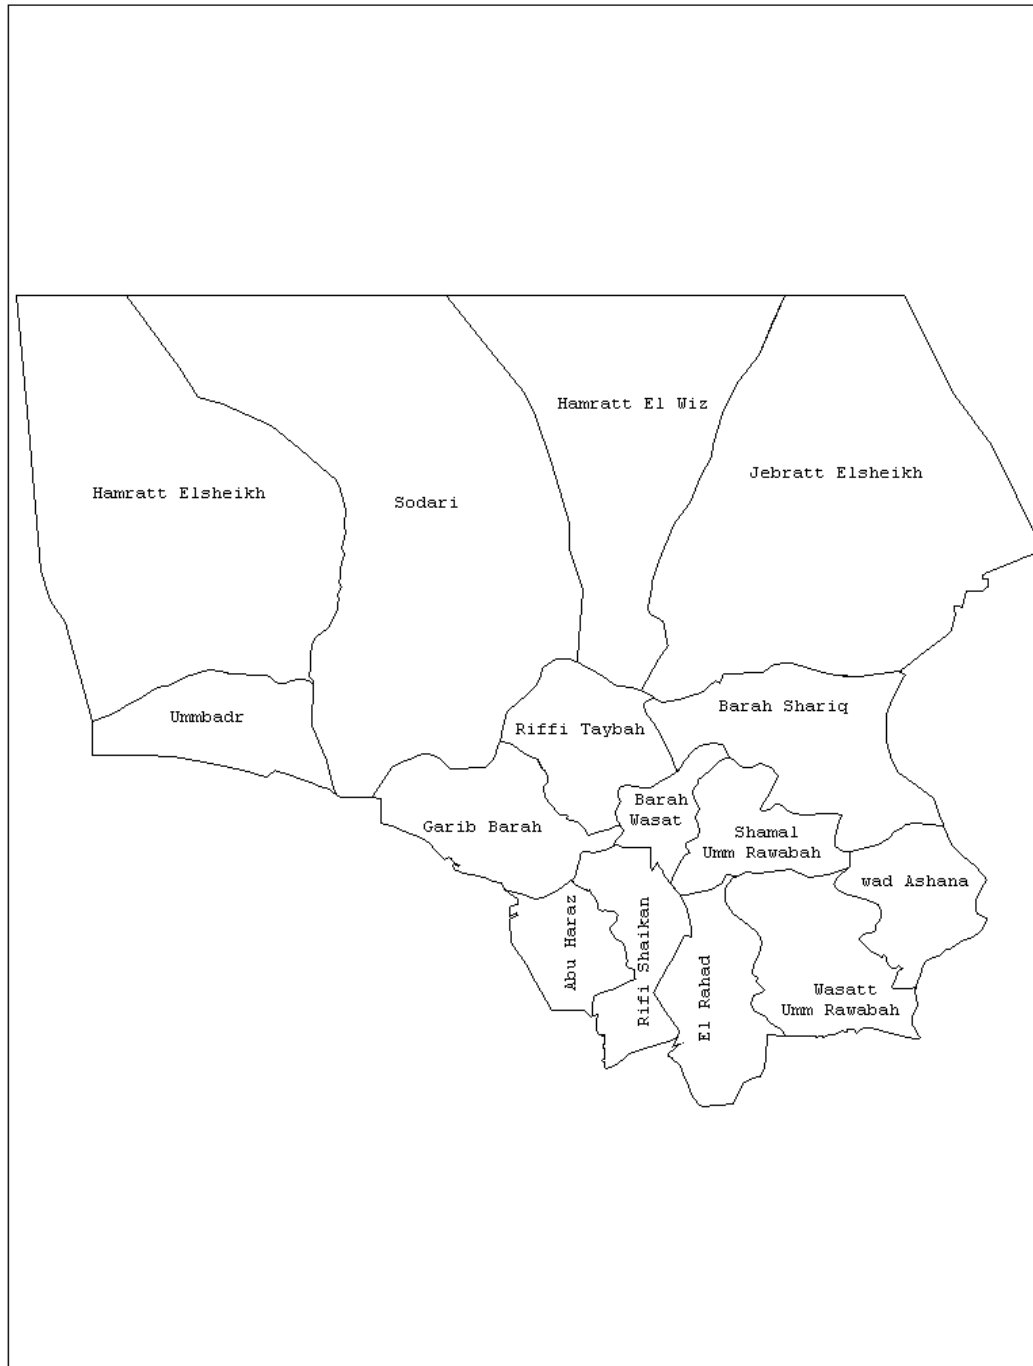 Hamratt El Wiz
Jebratt Elsheikh
Hamratt Elsheikh
Sodari
Ummbadr
Barah Shariq
Riffi Taybah
Barah
Wasat
Garib Barah
Shamal
Umm Rawabah
wad Ashana
Abu Haraz
Rifi Shaikan
El Rahad
Wasatt
Umm Rawabah